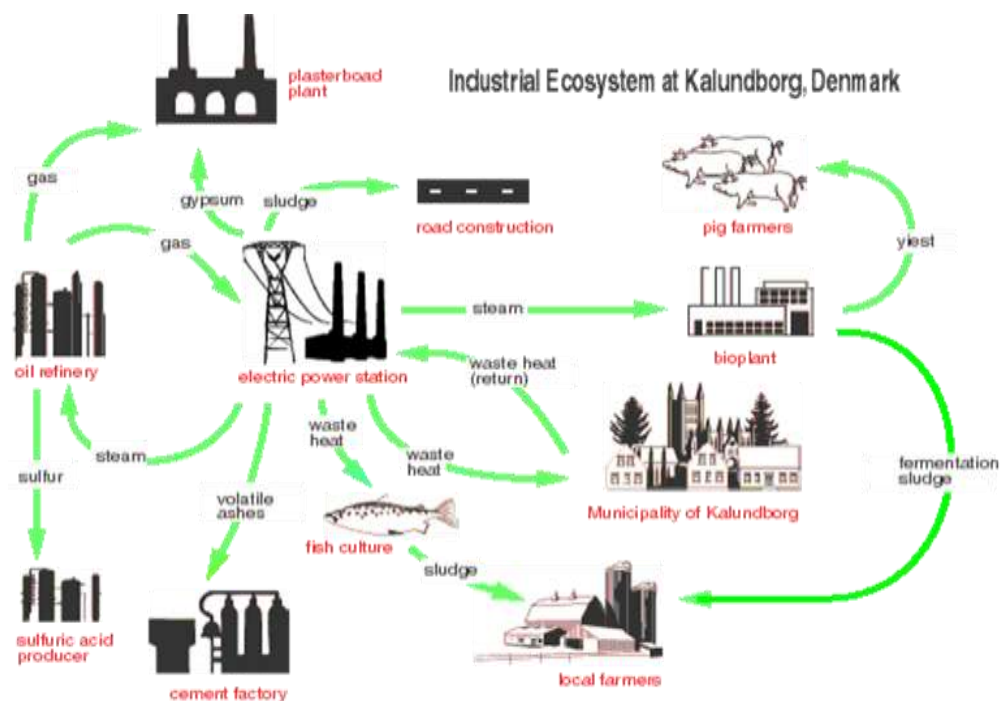 plasterboad
plant
Industrial Ecosystem at Kalundborg, Denmark
gas
gypsum
sludge
road construction
pig farmers
gas
yiest
steam
oil refinery
electric power station
waste heat
(return)
bioplant
waste
heat
waste
heat
steam
sulfur
fermentation
sludge
volatile
ashes
Municipality of Kalundborg
fish culture
sludge
sulfuric acid
producer
cement factory
local farmers